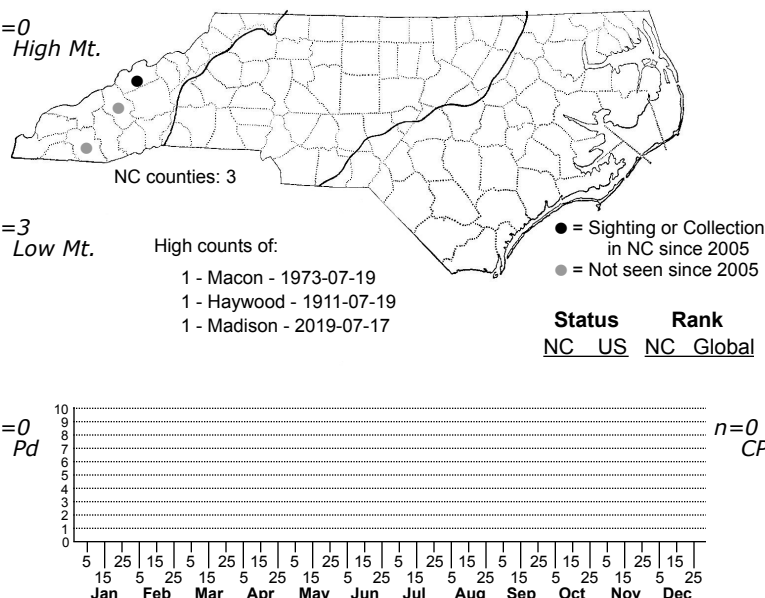 =0
High Mt.
NC counties: 3
=3
Low Mt.
High counts of:
1 - Macon - 1973-07-19
1 - Haywood - 1911-07-19
1 - Madison - 2019-07-17
● = Sighting or Collection
in NC since 2005
● = Not seen since 2005
Status Rank
NC US NC Global
=0
Pd
n=0
CP
10
9
8
7
6
5
4
3
2
1
0
5 25 15 5 25 15 5 25 15 5 25 15 5 25 15 5 25 15
15 5 25 15 5 25 15 5 25 15 5 25 15 5 25 15 5 25
Jan Feb Mar Apr May Jun Jul Aug Sep Oct Nov Dec